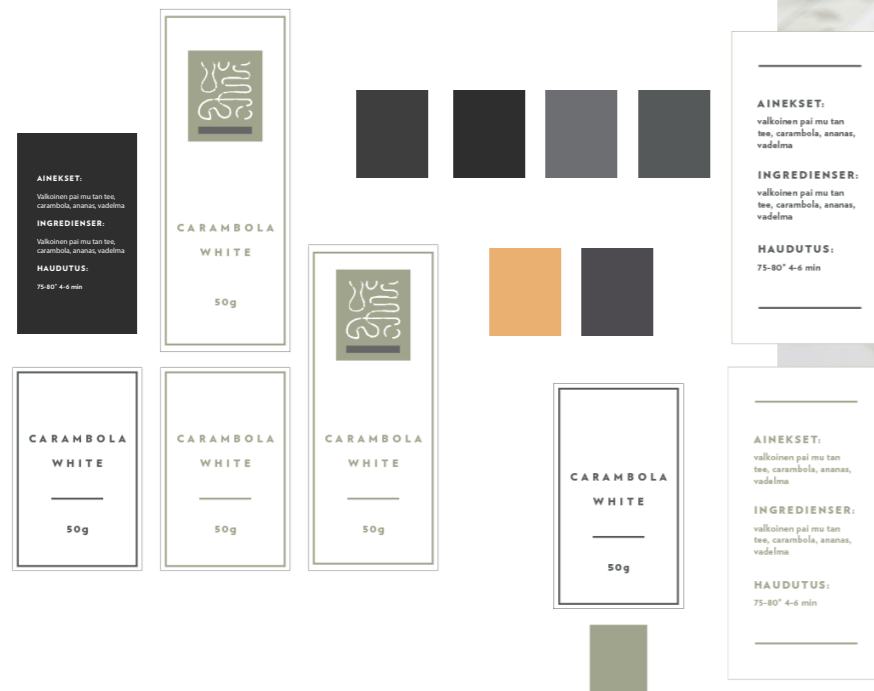 AINEKSET:
Valkoinen pai mu tan tee,
carambola, ananas, vadelma
INGREDIENSER:
Valkoinen pai mu tan tee,
carambola, ananas, vadelma
HAUDUTUS:
75-80° 4-6 min
CARAMBOLA
WHITE
50g
CARAMBOLA
WHITE
50g
CARAMBOLA
WHITE
50g
CARAMBOLA
WHITE
50g
CARAMBOLA
WHITE
50g
AINEKSET:
valkoinen pai mu tan
tee, carambola, ananas,
vadelma
INGREDIENSER:
valkoinen pai mu tan
tee, carambola, ananas,
vadelma
HAUDUTUS:
75-80° 4-6 min
AINEKSET:
valkoinen pai mu tan
tee, carambola, ananas,
vadelma
INGREDIENSER:
valkoinen pai mu tan
tee, carambola, ananas,
vadelma
HAUDUTUS:
75-80° 4-6 min